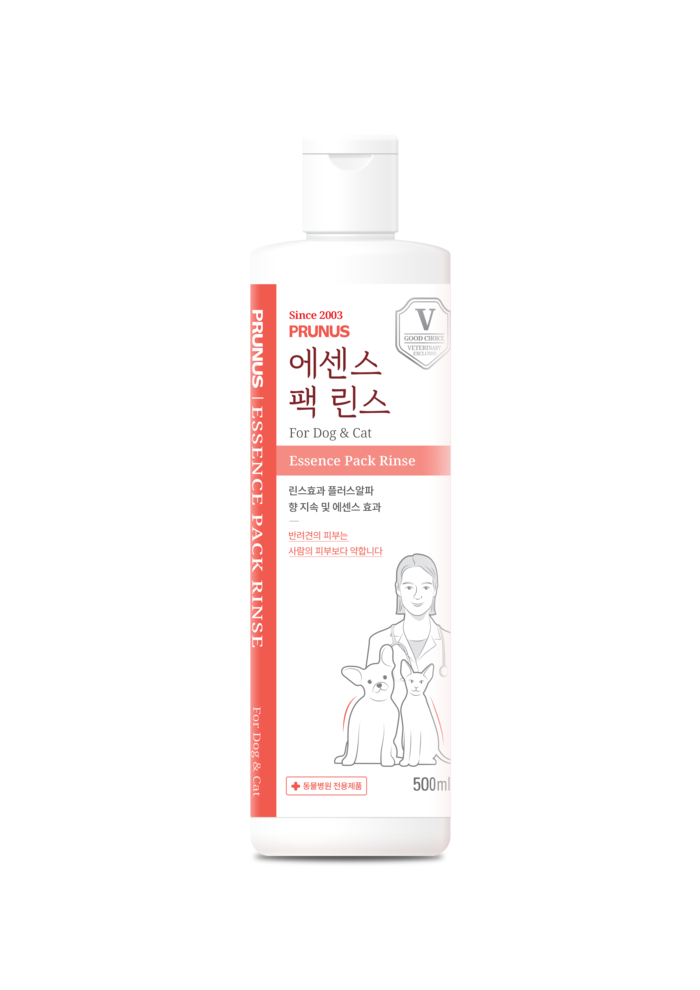 Since 2003
PRUNUS
에센스
팩 린스
For Dog & Cat
Essence Pack Rinse
린스효과 플러스알파
향 지속 및 에센스 효과
반려견의 피부는
사람의 피부보다 약합니다
V
GOOD CHOICE
VETERINARY
EXCLUSIVE
동물병원 전용제품
500ml
PRUNUS | ESSENCE PACK RINSE
For Dog & Cat